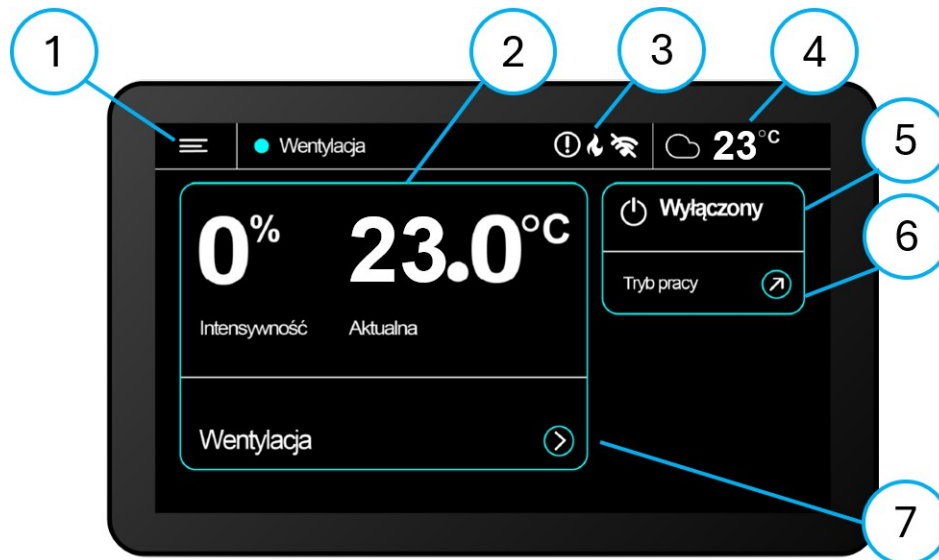 1
2
3
4
5
6
7
Wentylacja
23°C
0%
23.0°C
Intensywność
Aktualna
Wentylacja
Wyłączony
Tryb pracy